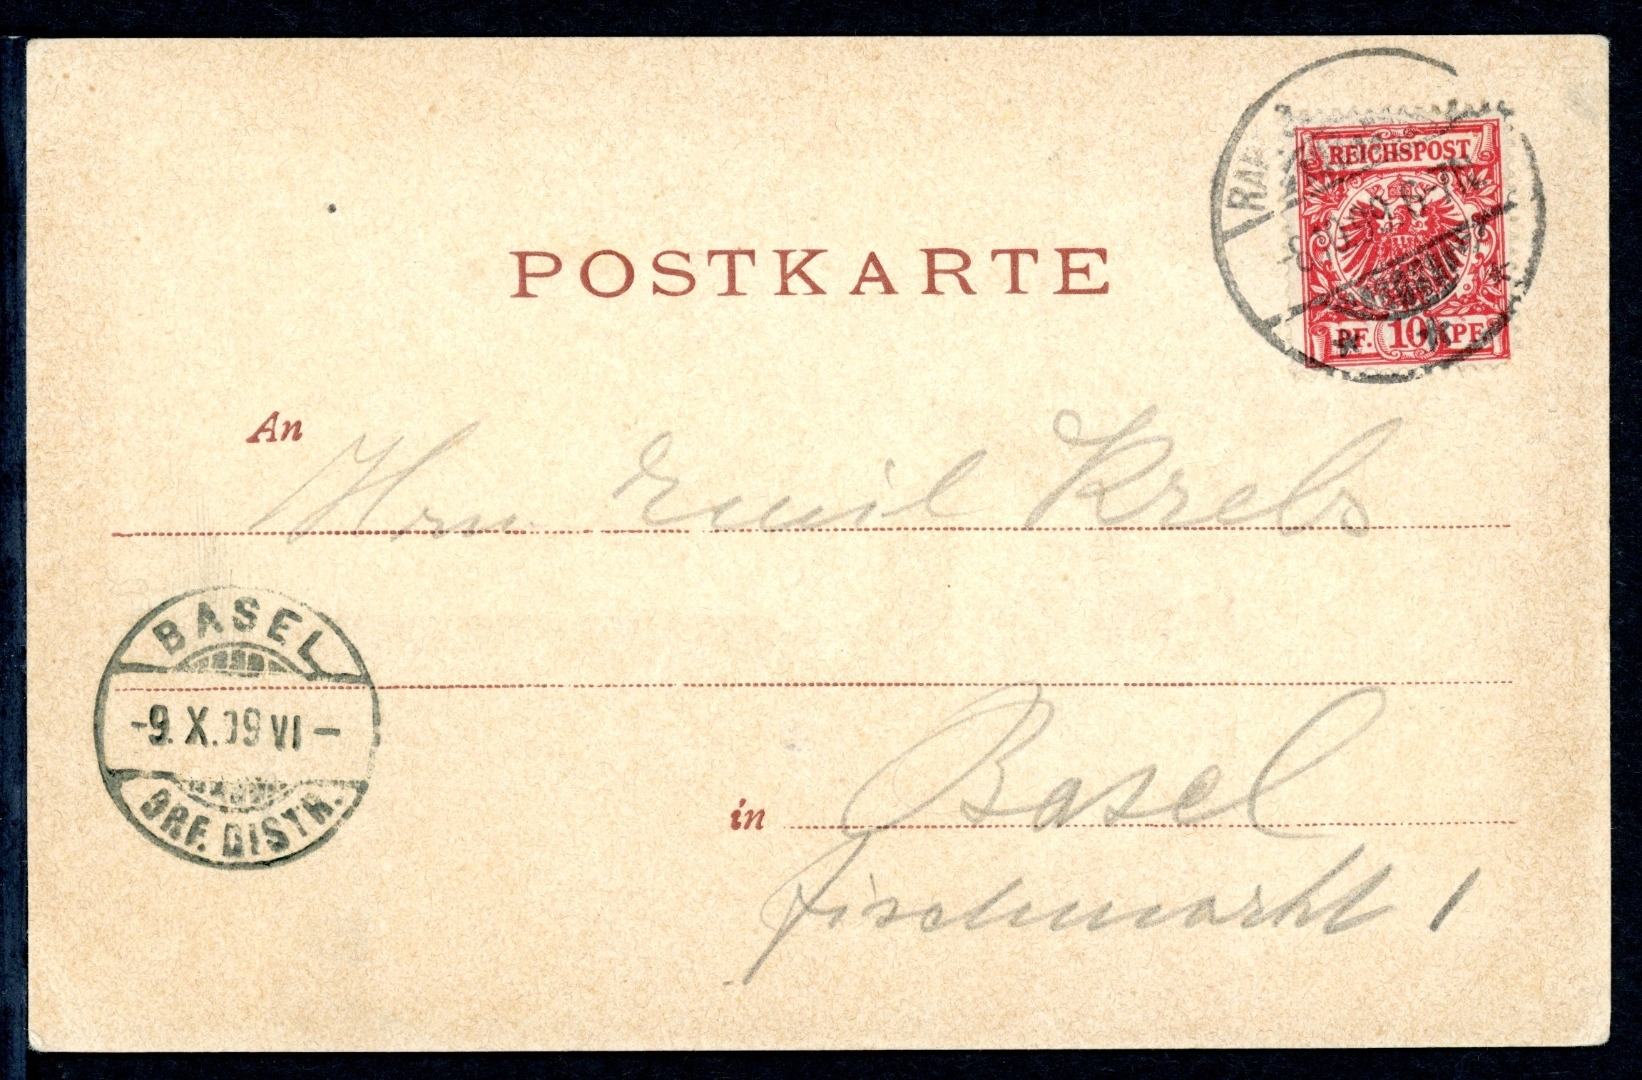 REICHSPOST
PF. 10 PF.
POSTKARTE
An Hrn. Emil Krebs
BASEL
-9. X. 99 VI-
BRF. DISTR.
in Basel
Fischmarkt 1